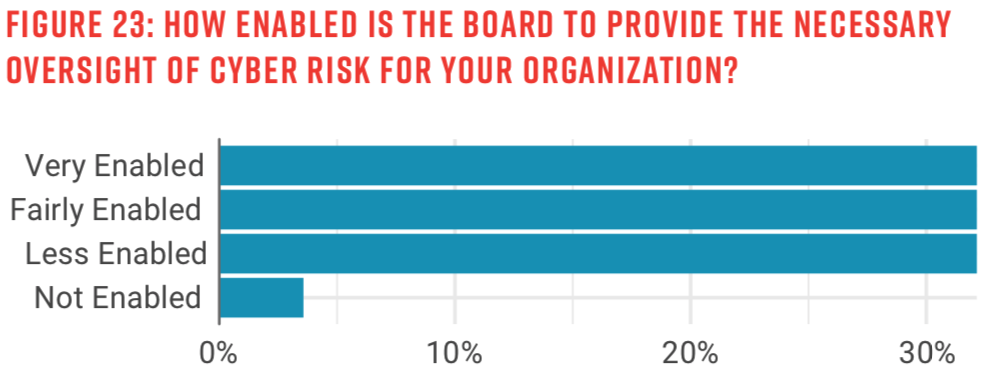 FIGURE 23: HOW ENABLED IS THE BOARD TO PROVIDE THE NECESSARY
OVERSIGHT OF CYBER RISK FOR YOUR ORGANIZATION?
Very Enabled
Fairly Enabled
Less Enabled
Not Enabled
0% 10% 20% 30%